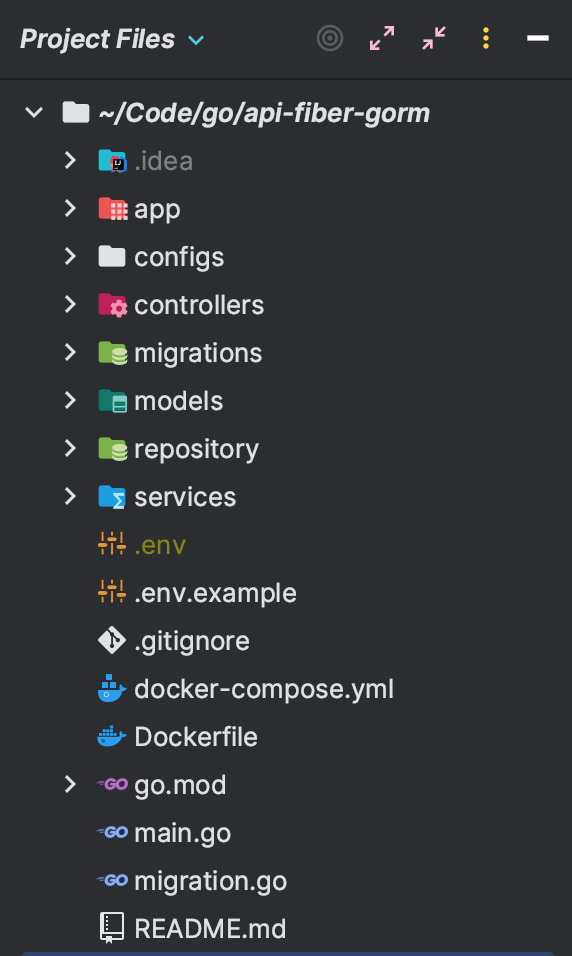 Project Files
~/Code/go/api-fiber-gorm
.idea
app
configs
controllers
migrations
models
repository
services
.env
.env.example
.gitignore
docker-compose.yml
Dockerfile
go.mod
main.go
migration.go
README.md